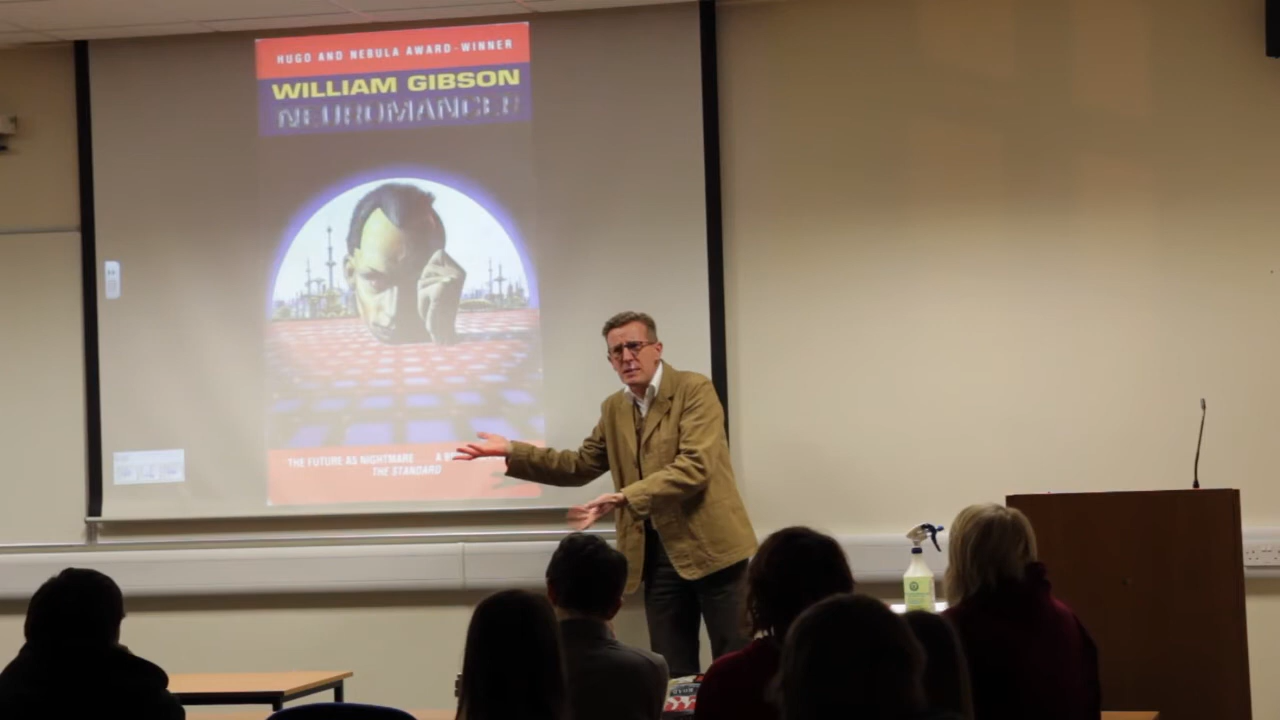 HUGO AND NEBULA AWARD-WINNER
WILLIAM GIBSON
NEUROMANCER
THE FUTURE AS NIGHTMARE
THE STANDARD